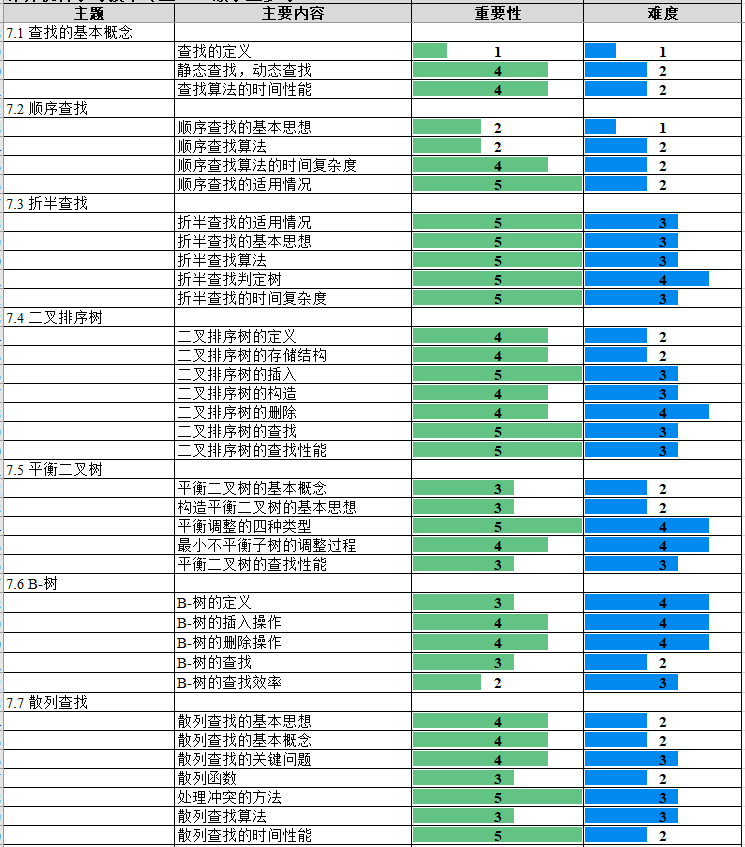 主题 主要内容 重要性 难度
7.1 查找的基本概念
查找的定义 1 1
静态查找，动态查找 4 2
查找算法的时间性能 4 2
7.2 顺序查找
顺序查找的基本思想 2 1
顺序查找算法 2 2
顺序查找算法的时间复杂度 4 2
顺序查找的适用情况 5 2
7.3 折半查找
折半查找的适用情况 5 3
折半查找的基本思想 5 3
折半查找算法 5 3
折半查找判定树 5 4
折半查找的时间复杂度 5 3
7.4 二叉排序树
二叉排序树的定义 4 2
二叉排序树的存储结构 4 2
二叉排序树的插入 5 3
二叉排序树的构造 4 3
二叉排序树的删除 4 4
二叉排序树的查找 5 3
二叉排序树的查找性能 5 3
7.5 平衡二叉树
平衡二叉树的基本概念 3 2
构造平衡二叉树的基本思想 3 2
平衡调整的四种类型 5 4
最小不平衡子树的调整过程 4 4
平衡二叉树的查找性能 3 3
7.6 B-树
B-树的定义 3 4
B-树的插入操作 4 4
B-树的删除操作 4 4
B-树的查找 3 2
B-树的查找效率 2 3
7.7 散列查找
散列查找的基本思想 4 2
散列查找的基本概念 4 2
散列查找的关键问题 4 3
散列函数 3 2
处理冲突的方法 5 3
散列查找算法 3 3
散列查找的时间性能 5 2